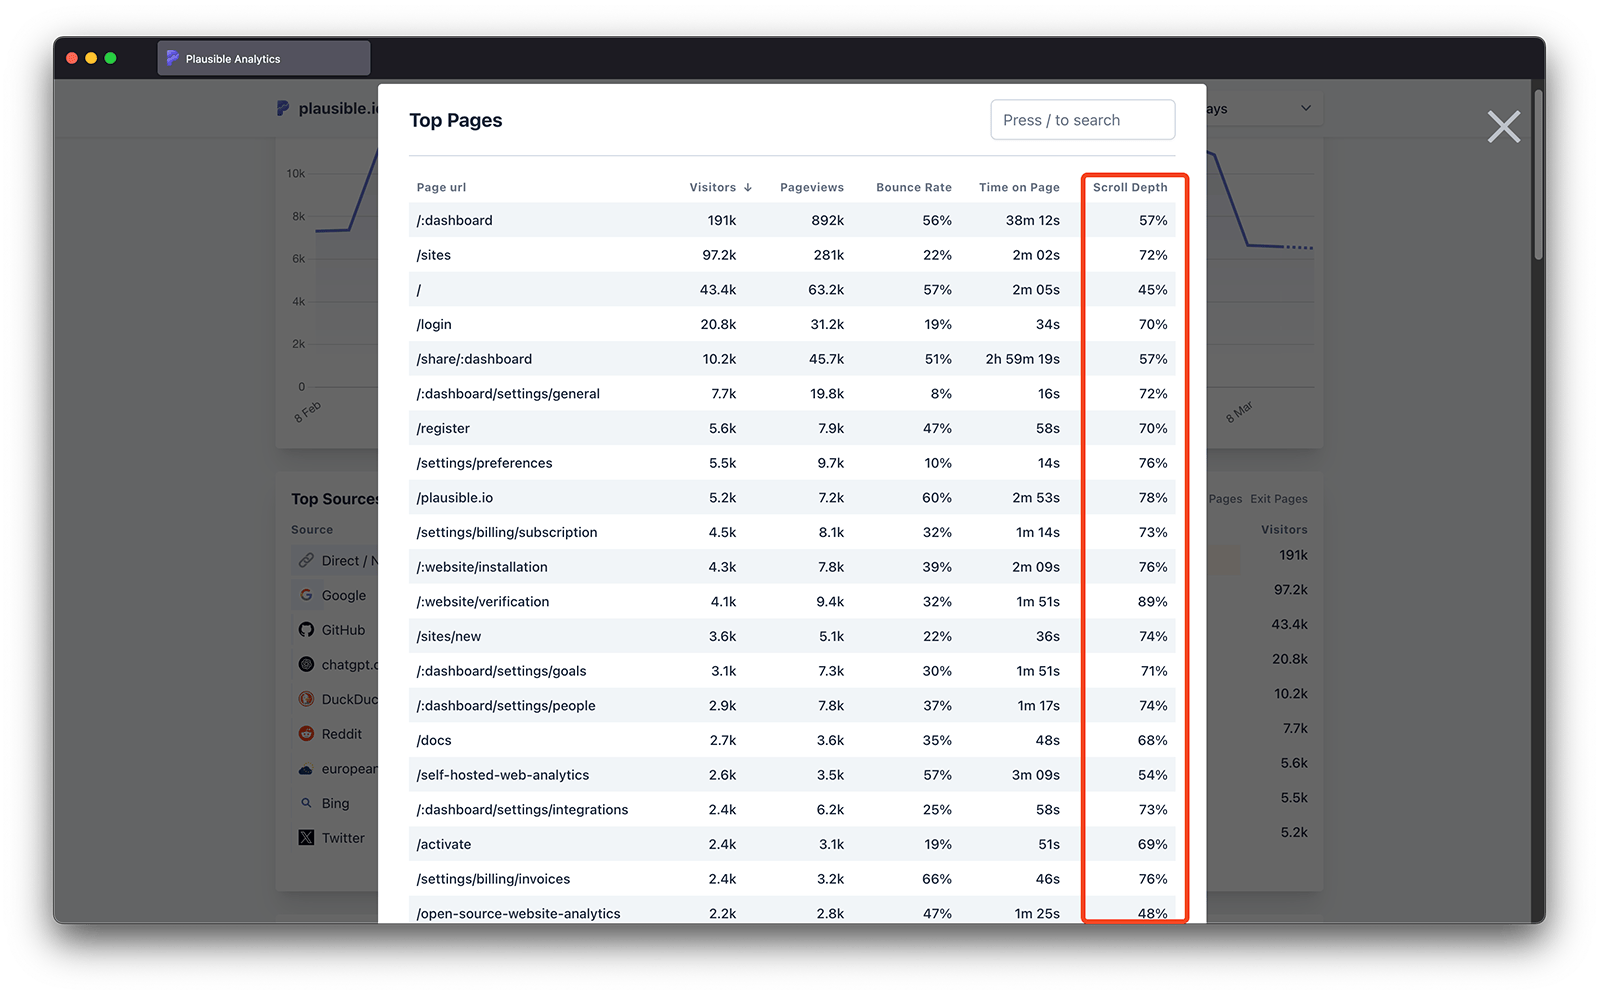 Plausible Analytics
plausible.i
ays
Top Pages
Press / to search
Page url Visitors ↓ Pageviews Bounce Rate Time on Page Scroll Depth
/:dashboard 191k 892k 56% 38m 12s 57%
/sites 97.2k 281k 22% 2m 02s 72%
/ 43.4k 63.2k 57% 2m 05s 45%
/login 20.8k 31.2k 19% 34s 70%
/share/:dashboard 10.2k 45.7k 51% 2h 59m 19s 57%
/:dashboard/settings/general 7.7k 19.8k 8% 16s 72%
/register 5.6k 7.9k 47% 58s 70%
/settings/preferences 5.5k 9.7k 10% 14s 76%
/plausible.io 5.2k 7.2k 60% 2m 53s 78%
/settings/billing/subscription 4.5k 8.1k 32% 1m 14s 73%
/:website/installation 4.3k 7.8k 39% 2m 09s 76%
/:website/verification 4.1k 9.4k 32% 1m 51s 89%
/sites/new 3.6k 5.1k 22% 36s 74%
/:dashboard/settings/goals 3.1k 7.3k 30% 1m 51s 71%
/:dashboard/settings/people 2.9k 7.8k 37% 1m 17s 74%
/docs 2.7k 3.6k 35% 48s 68%
/self-hosted-web-analytics 2.6k 3.5k 57% 3m 09s 54%
/:dashboard/settings/integrations 2.4k 6.2k 25% 58s 73%
/activate 2.4k 3.1k 19% 51s 69%
/settings/billing/invoices 2.4k 3.2k 66% 46s 76%
/open-source-website-analytics 2.2k 2.8k 47% 1m 25s 48%
10k
8k
6k
4k
2k
0
8 Feb
8 Mar
Top Sources
Source
Direct / N
Google
GitHub
chatgpt.c
DuckDuc
Reddit
european
Bing
Twitter
Pages Exit Pages
Visitors
191k
97.2k
43.4k
20.8k
10.2k
7.7k
5.6k
5.5k
5.2k